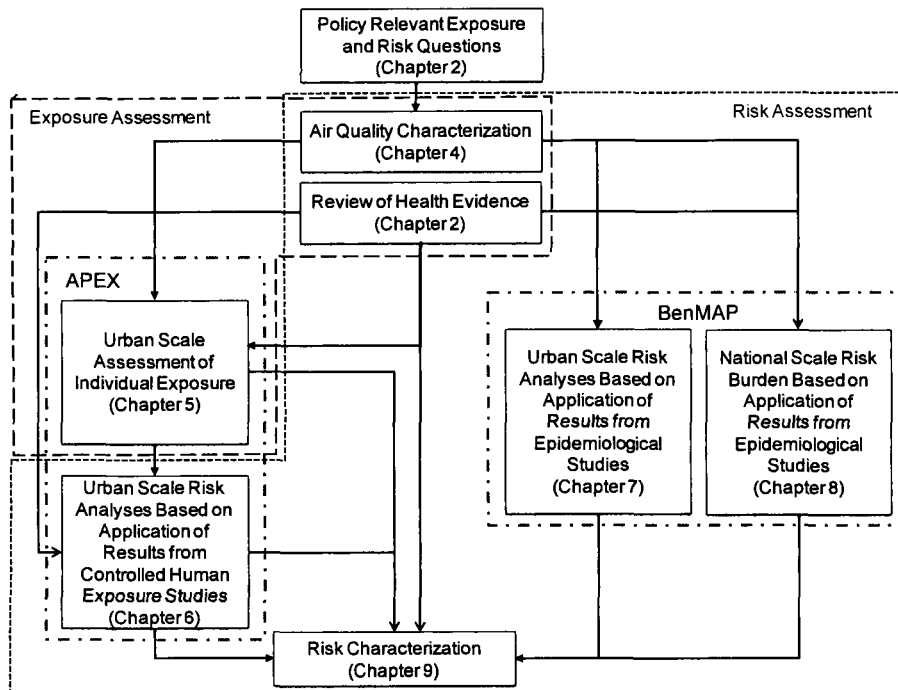 Policy Relevant Exposure
and Risk Questions
(Chapter 2)
Exposure Assessment
Risk Assessment
Air Quality Characterization
(Chapter 4)
Review of Health Evidence
(Chapter 2)
APEX
Urban Scale
Assessment of
Individual Exposure
(Chapter 5)
BenMAP
Urban Scale Risk
Analyses Based on
Application of
Results from
Epidemiological
Studies
(Chapter 7)
National Scale Risk
Burden Based on
Application of
Results from
Epidemiological
Studies
(Chapter 8)
Urban Scale Risk
Analyses Based on
Application of
Results from
Controlled Human
Exposure Studies
(Chapter 6)
Risk Characterization
(Chapter 9)